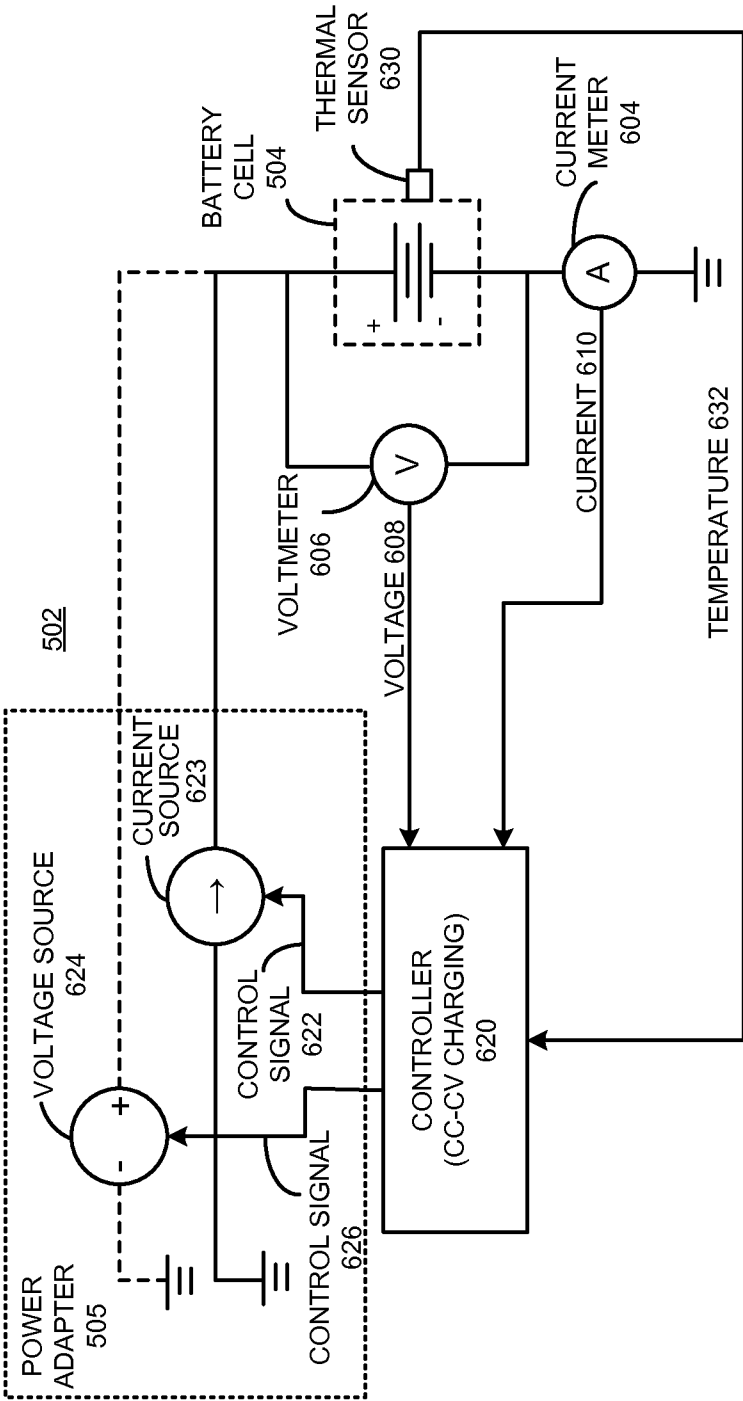 POWER
ADAPTER
505
VOLTAGE SOURCE
624
-
+
CURRENT
SOURCE
623
→
CONTROL
SIGNAL
622
CONTROL SIGNAL
626
502
CONTROLLER
(CC-CV CHARGING)
620
VOLTMETER
606
V
VOLTAGE 608
BATTERY
CELL
504
+
-
THERMAL
SENSOR
630
CURRENT
METER
604
A
CURRENT 610
TEMPERATURE 632